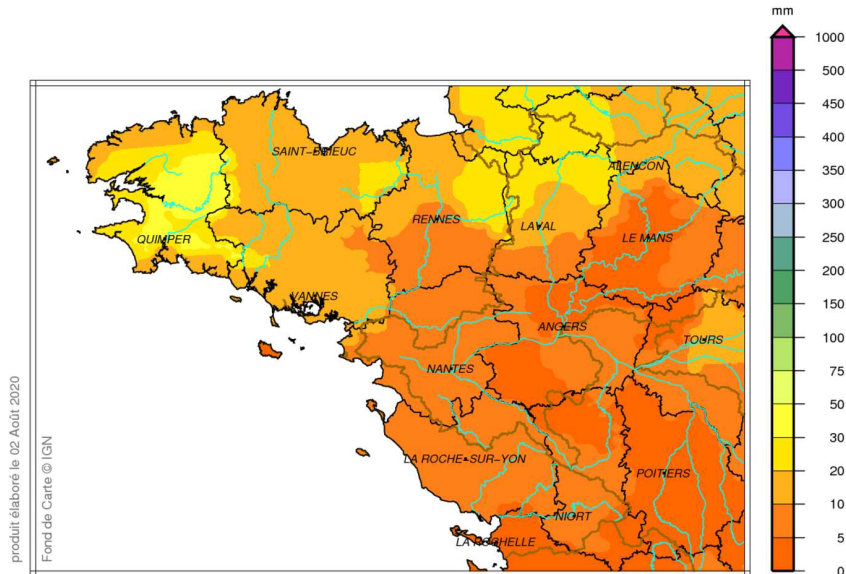 mm
1000
500
450
400
350
300
250
200
150
100
75
50
30
20
10
5
0
SAINT-BRIEUC
ALENCON
RENNES
LAVAL
LE MANS
QUIMPER
VANNES
ANGERS
TOURS
NANTES
LA ROCHE-SUR-YON
POITIERS
NIORT
LA ROCHELLE
produit élaboré le 02 Août 2020
Fond de Carte © IGN